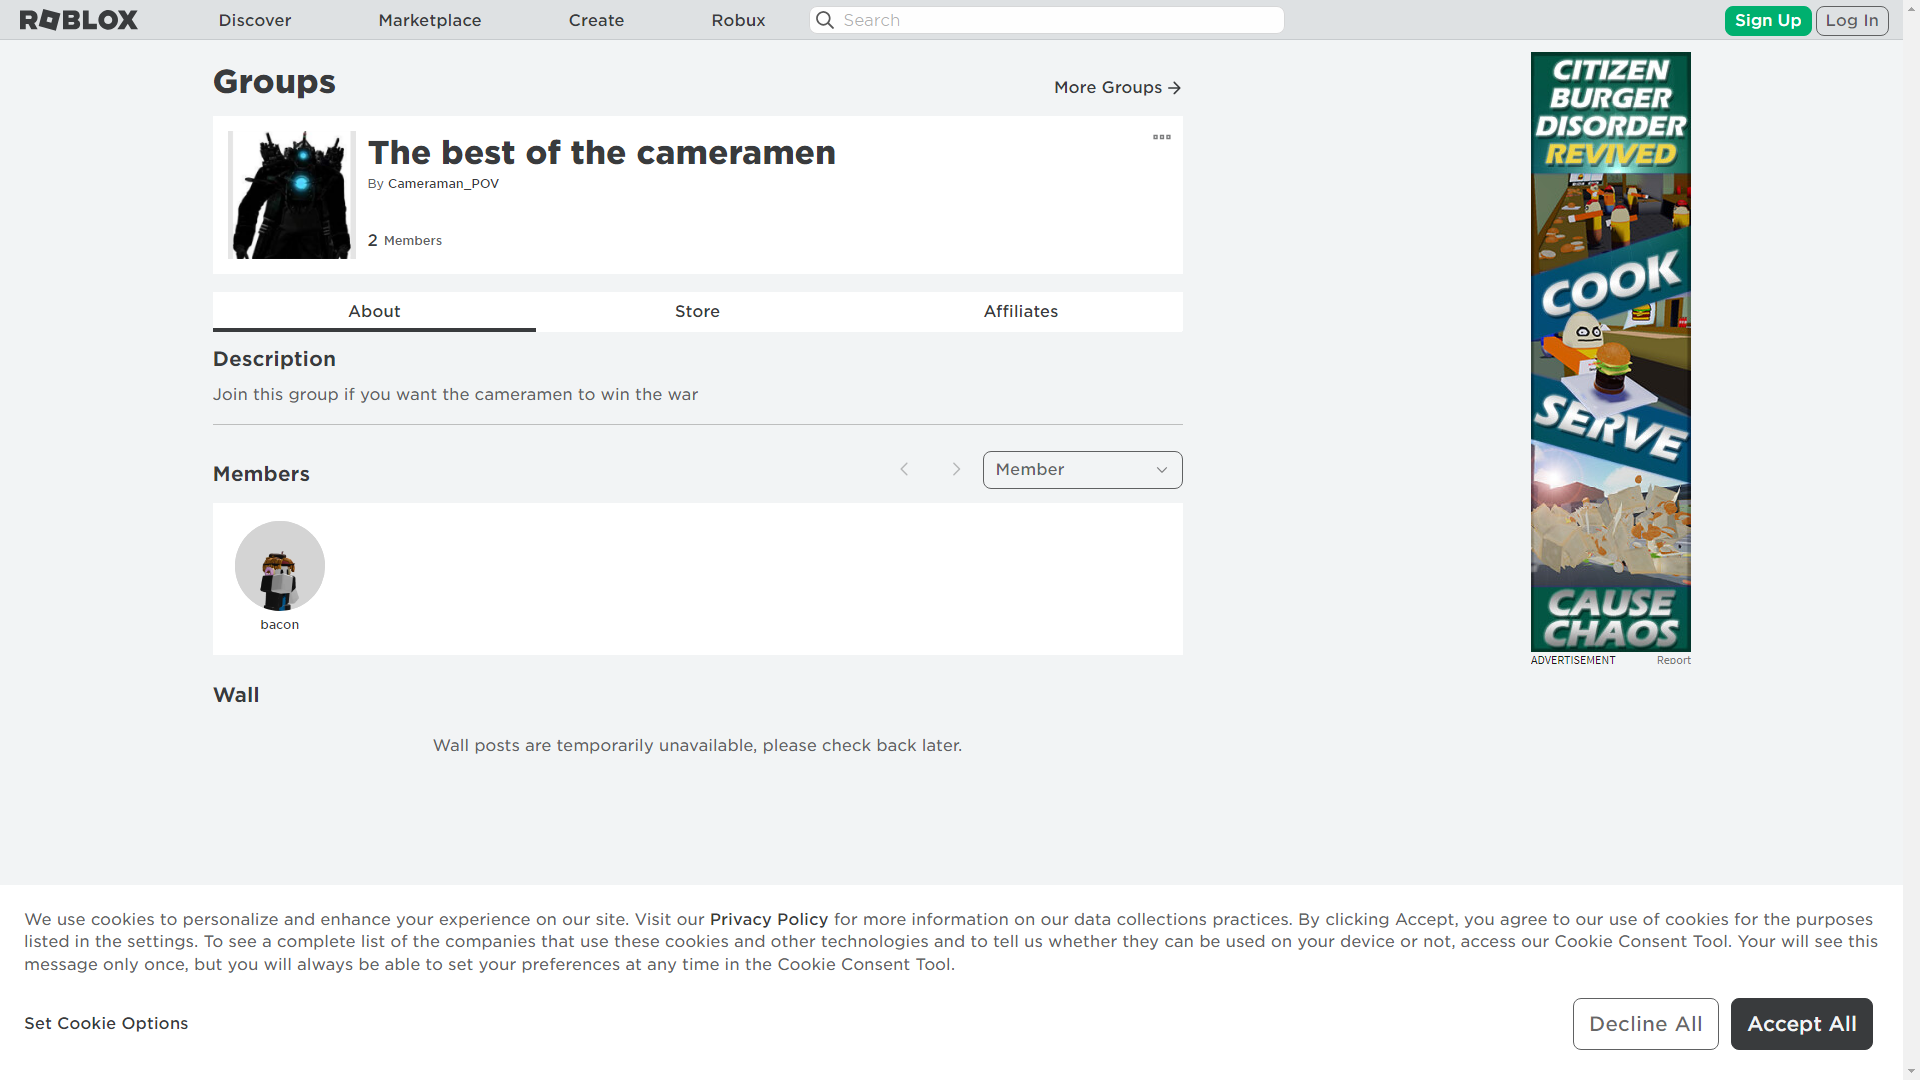 ROBLOX
Discover
Marketplace
Create
Robux
Search
Sign Up
Log In
Groups
More Groups
The best of the cameramen
By Cameraman_POV
2 Members
About
Store
Affiliates
Description
Join this group if you want the cameramen to win the war
Members
Member
bacon
Wall
Wall posts are temporarily unavailable, please check back later.
CITIZEN
BURGER
DISORDER
REVIVED
COOK
SERVE
CAUSE
CHAOS
ADVERTISEMENT
Report
We use cookies to personalize and enhance your experience on our site. Visit our Privacy Policy for more information on our data collections practices. By clicking Accept, you agree to our use of cookies for the purposes
listed in the settings. To see a complete list of the companies that use these cookies and other technologies and to tell us whether they can be used on your device or not, access our Cookie Consent Tool. Your will see this
message only once, but you will always be able to set your preferences at any time in the Cookie Consent Tool.
Set Cookie Options
Decline All
Accept All